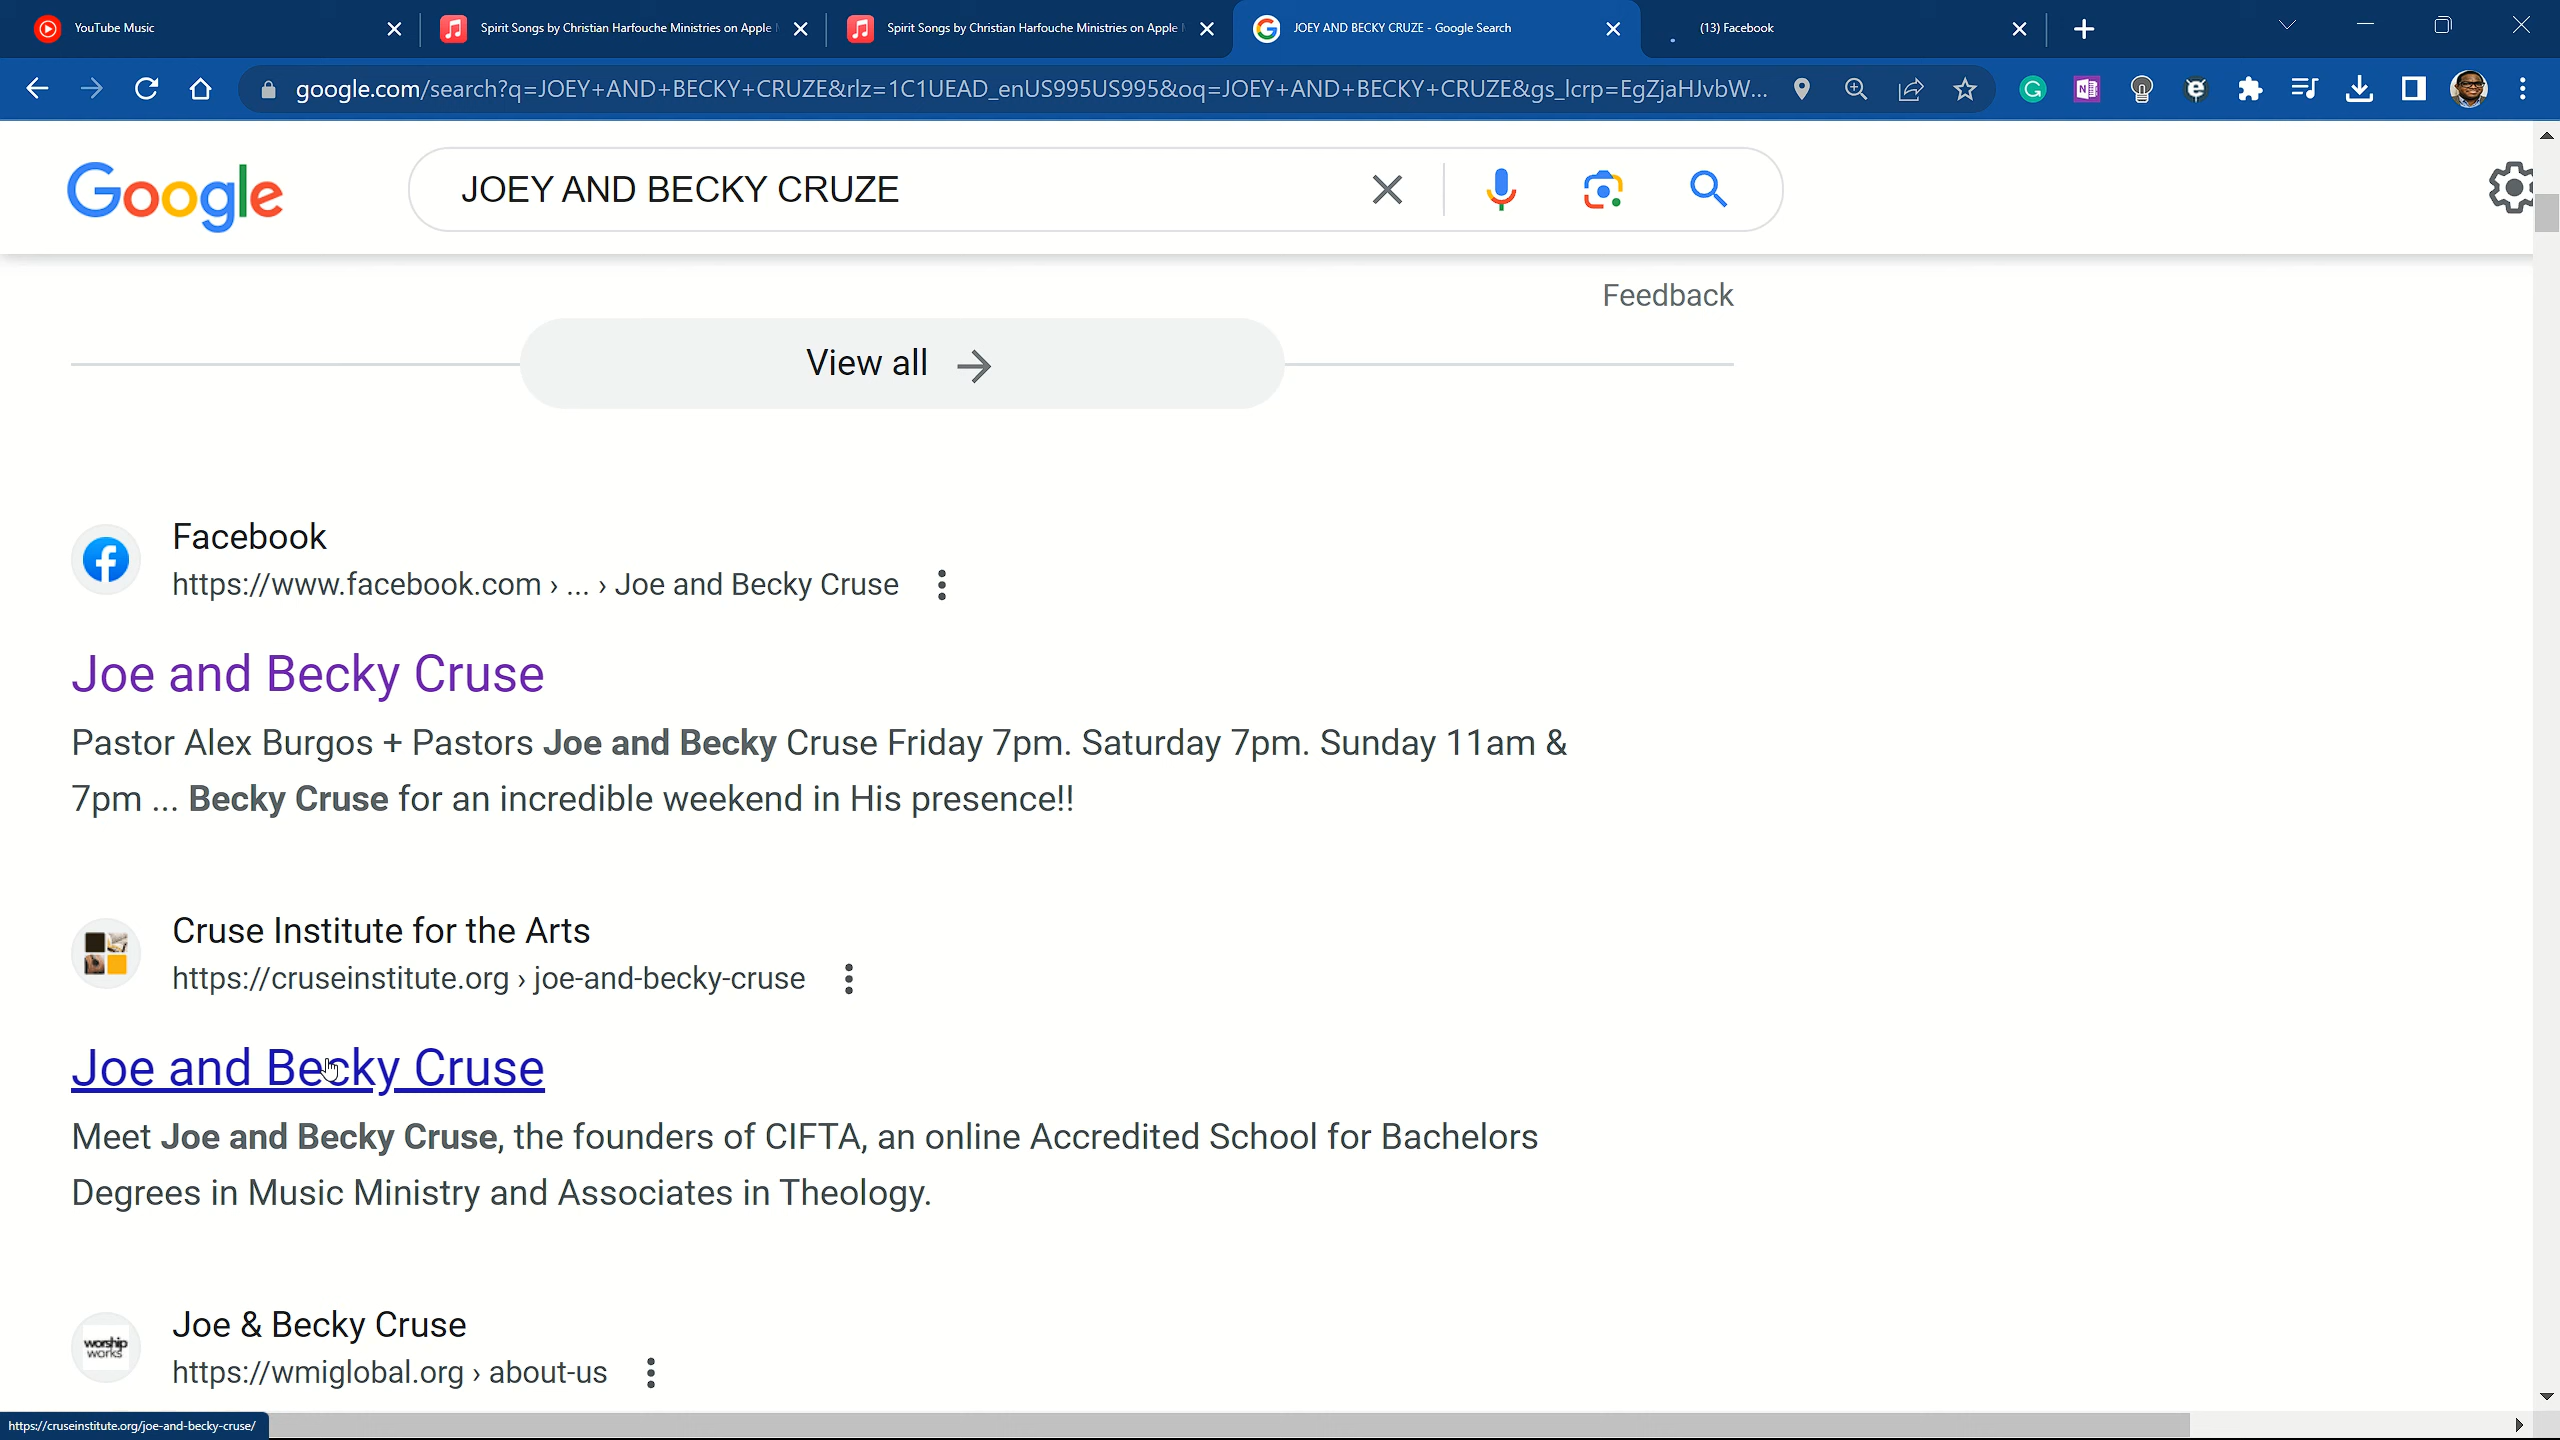 YouTube Music
Spirit Songs by Christian Harfouche Ministries on Apple
Spirit Songs by Christian Harfouche Ministries on Apple
JOEY AND BECKY CRUZE - Google Search
(13) Facebook
google.com/search?q=JOEY+AND+BECKY+CRUZE&rlz=1C1UEAD_enUS995US995&oq=JOEY+AND+BECKY+CRUZE&gs_lcrp=EgZjaHJvbW...
Google
JOEY AND BECKY CRUZE
Feedback
View all
Facebook
https://www.facebook.com › ... › Joe and Becky Cruse
Joe and Becky Cruse
Pastor Alex Burgos + Pastors Joe and Becky Cruse Friday 7pm. Saturday 7pm. Sunday 11am &
7pm ... Becky Cruse for an incredible weekend in His presence!!
Cruse Institute for the Arts
https://cruseinstitute.org › joe-and-becky-cruse
Joe and Becky Cruse
Meet Joe and Becky Cruse, the founders of CIFTA, an online Accredited School for Bachelors
Degrees in Music Ministry and Associates in Theology.
Joe & Becky Cruse
worship
works
https://wmiglobal.org › about-us
https://cruseinstitute.org/joe-and-becky-cruse/